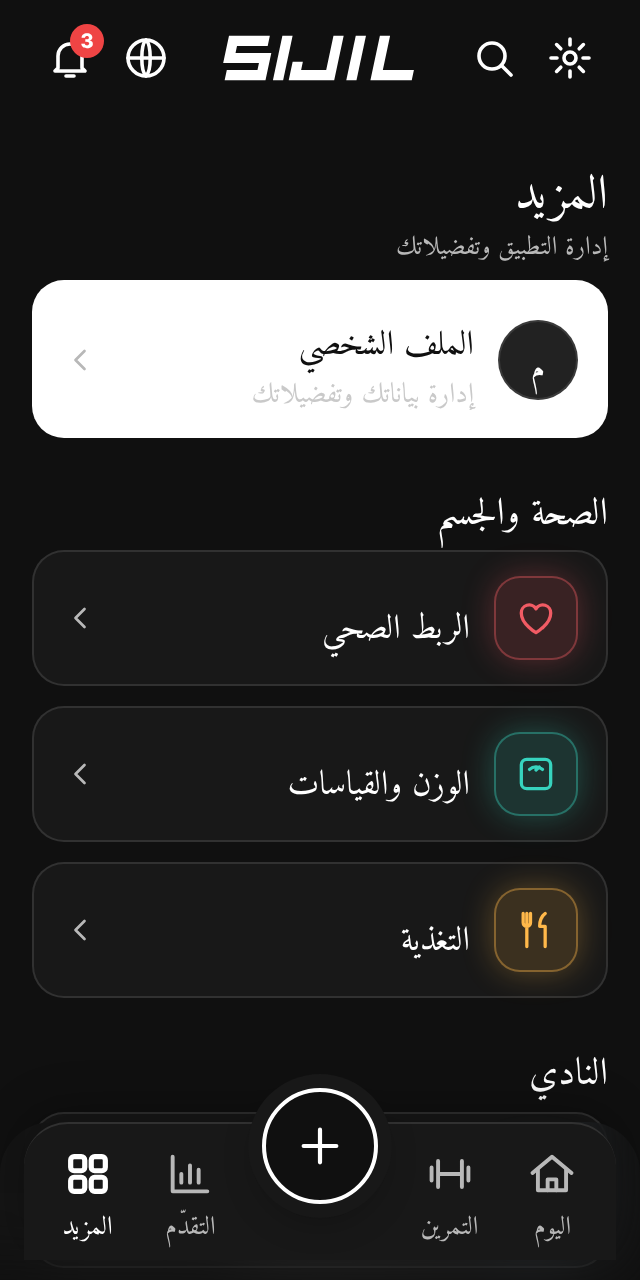 3
SIJIL
المزيد
إدارة التطبيق وتفضيلاتك
م
الملف الشخصي
إدارة بياناتك وتفضيلاتك
الصحة والجسم
الربط الصحي
الوزن والقياسات
التغذية
النادي
اليوم
التمرين
التقدّم
المزيد